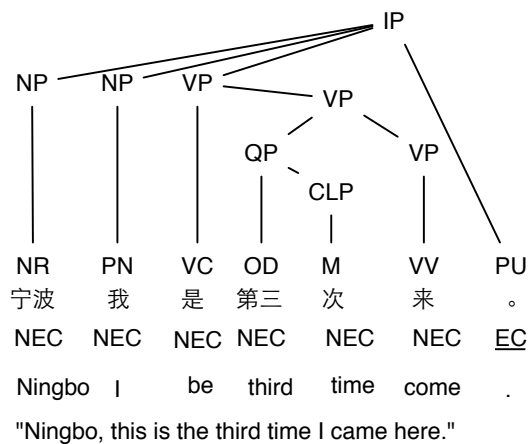 IP
NP NP VP
VP
QP VP
CLP
NR PN VC OD M VV PU
宁波 我 是 第三 次 来 。
NEC NEC NEC NEC NEC NEC EC
Ningbo I be third time come .
"Ningbo, this is the third time I came here."